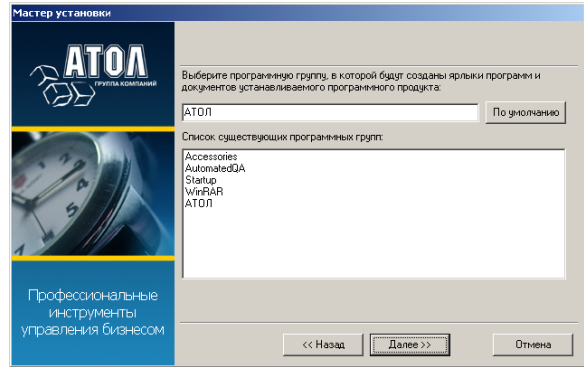 Мастер установки
АТОЛ
ГРУППА КОМПАНИЙ
Выберите программную группу, в которой будут созданы ярлыки программ и
документов устанавливаемого программного продукта:
АТОЛ
По умолчанию
Список существующих программных групп:
Accessories
AutomatedQA
Startup
WinRAR
АТОЛ
Профессиональные
инструменты
управления бизнесом
<< Назад
Далее >>
Отмена